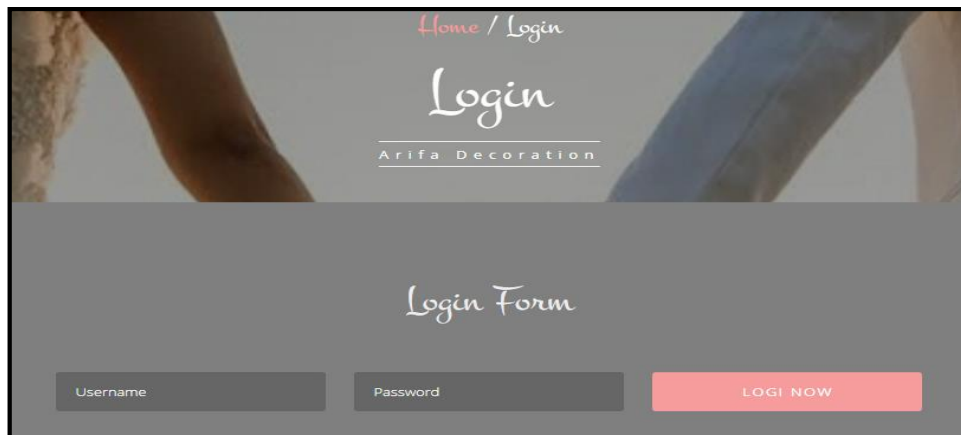 Home / Login
Login
Arifa Decoration
Login Form
Username
Password
LOGI NOW